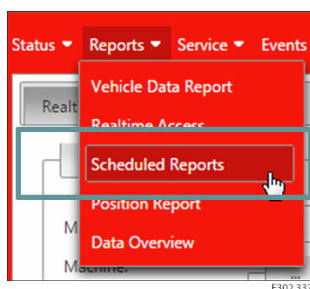 Status Reports Service Events
Vehicle Data Report
Realt
Realtime Access
Scheduled Reports
Position Report
M
Data Overview
Machine:
F302 337